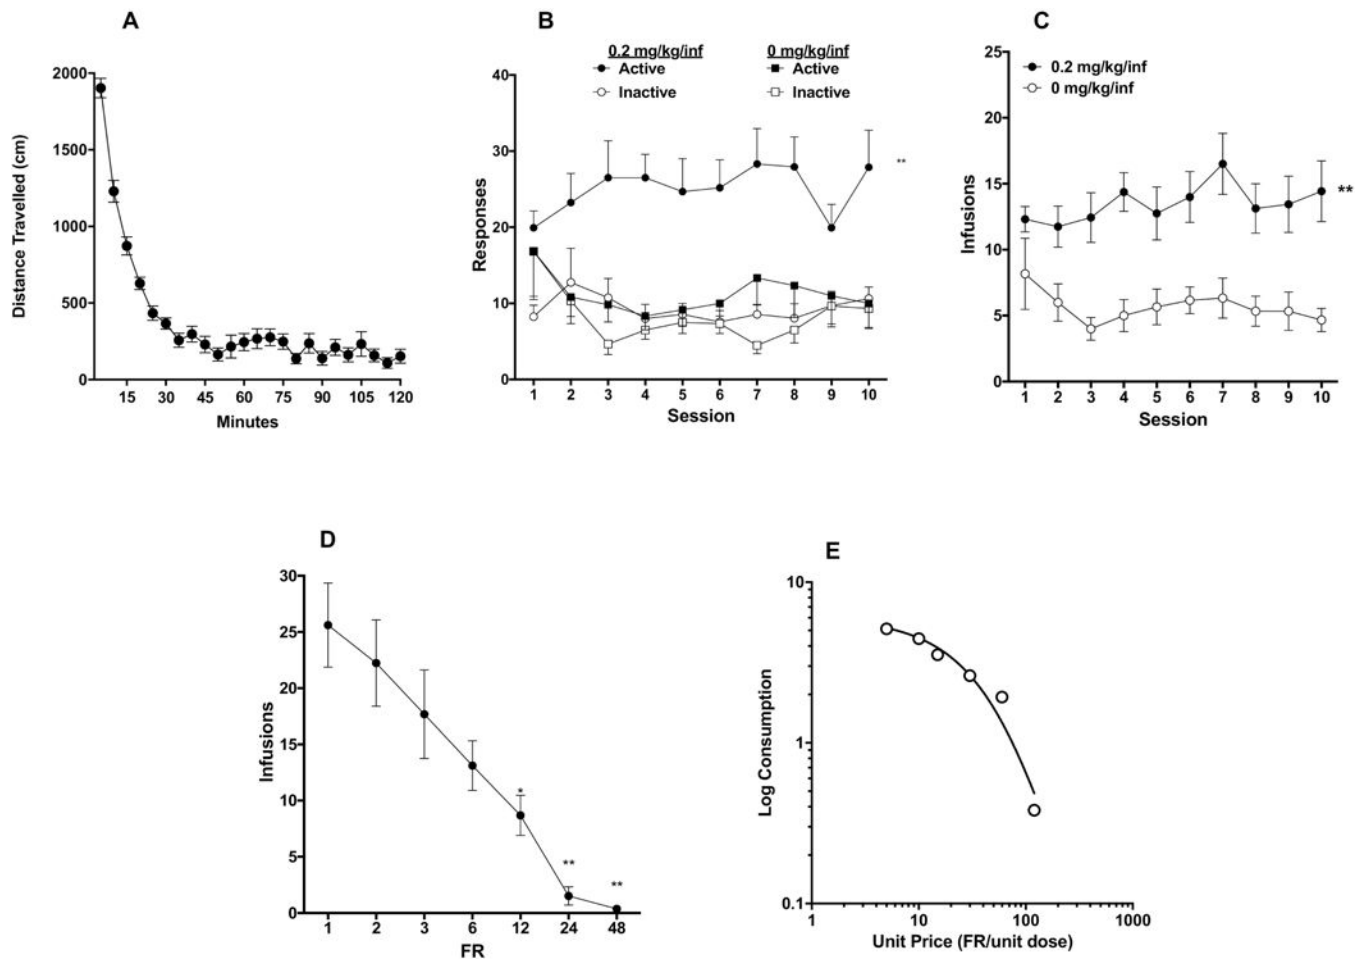 A
Distance Travelled (cm)
2000
1500
1000
500
0
15 30 45 60 75 90 105 120
Minutes
B
0.2 mg/kg/inf 0 mg/kg/inf
Active Active
Inactive Inactive
Responses
40
30
20
10
0
**
1 2 3 4 5 6 7 8 9 10
Session
C
0.2 mg/kg/inf
0 mg/kg/inf
Infusions
25
20
15
10
5
0
**
1 2 3 4 5 6 7 8 9 10
Session
D
Infusions
30
25
20
15
10
5
0
*
**
**
1 2 3 6 12 24 48
FR
E
Log Consumption
10
1
0.1
1 10 100 1000
Unit Price (FR/unit dose)